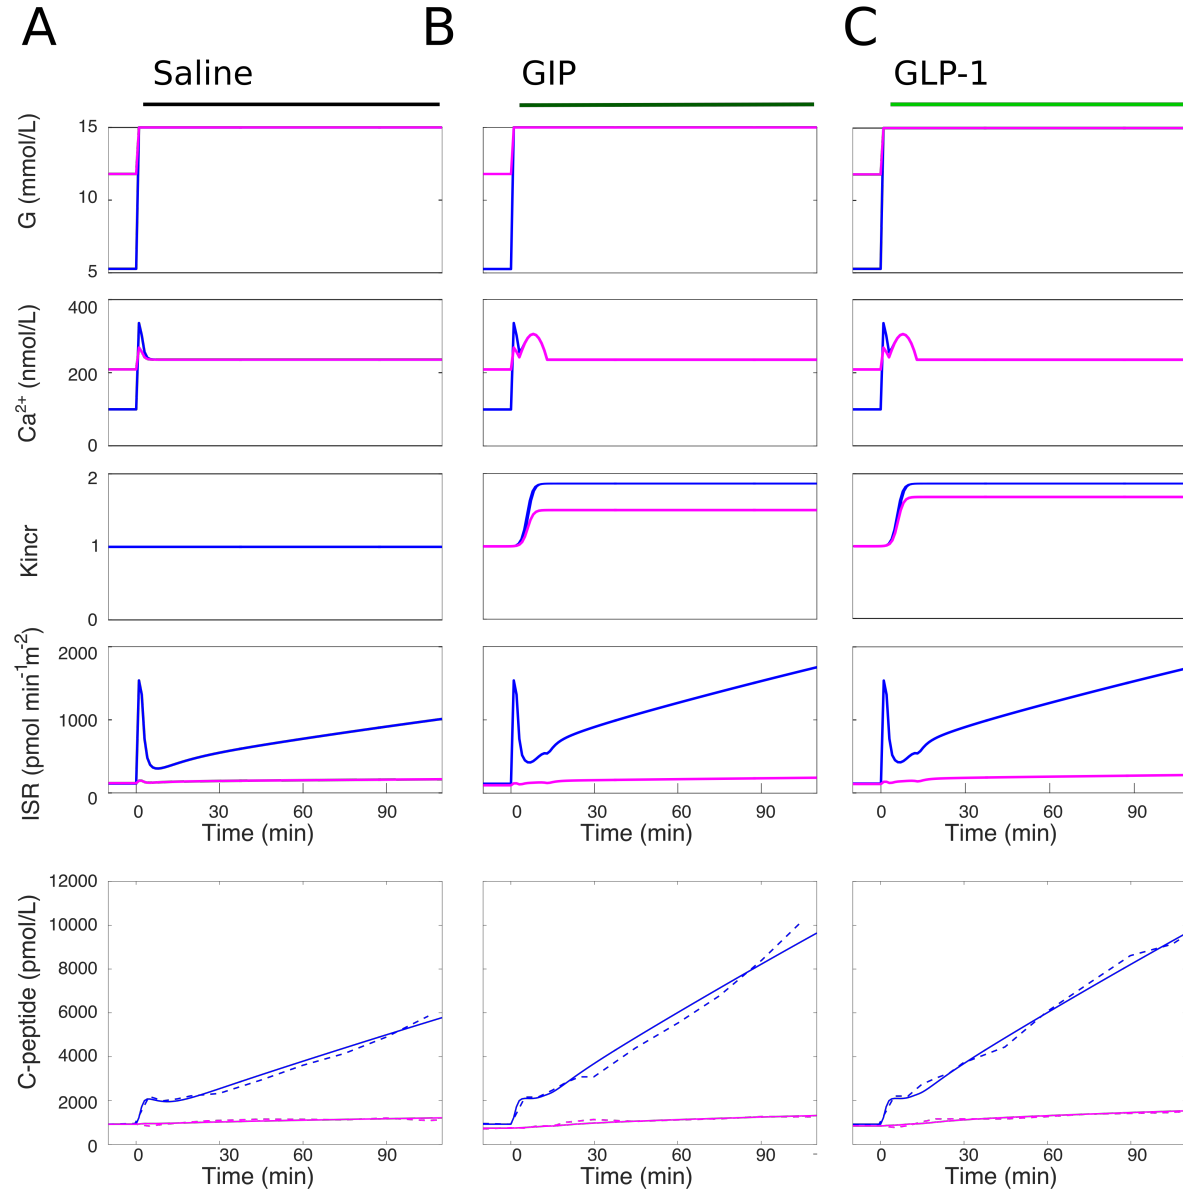 A
B
C
Saline
GIP
GLP-1
G (mmol/L)
15
10
5
Ca2+ (nmol/L)
400
200
0
Kincr
2
1
0
ISR (pmol min-1m-2)
2000
1000
0
0 30 60 90
Time (min)
0 30 60 90
Time (min)
0 30 60 90
Time (min)
C-peptide (pmol/L)
12000
10000
8000
6000
4000
2000
0
0 30 60 90
Time (min)
0 30 60 90
Time (min)
0 30 60 90
Time (min)